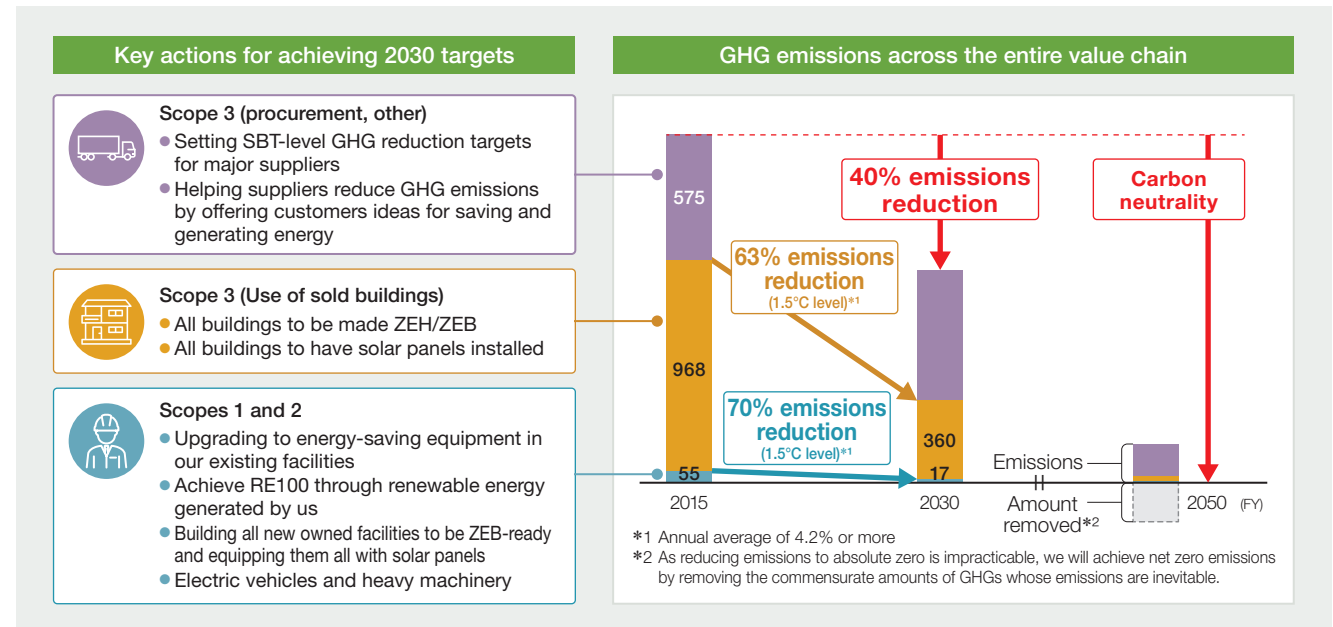 Key actions for achieving 2030 targets
Scope 3 (procurement, other)
● Setting SBT-level GHG reduction targets
for major suppliers
● Helping suppliers reduce GHG emissions
by offering customers ideas for saving and
generating energy
Scope 3 (Use of sold buildings)
● All buildings to be made ZEH/ZEB
● All buildings to have solar panels installed
Scopes 1 and 2
● Upgrading to energy-saving equipment in
our existing facilities
● Achieve RE100 through renewable energy
generated by us
● Building all new owned facilities to be ZEB-ready
and equipping them all with solar panels
● Electric vehicles and heavy machinery
GHG emissions across the entire value chain
575
968
55
2015
63% emissions
reduction
(1.5°C level)*1
70% emissions
reduction
(1.5°C level)*1
40% emissions
reduction
360
17
2030
Carbon
neutrality
Emissions
Amount
removed*2
2050 (FY)
*1 Annual average of 4.2% or more
*2 As reducing emissions to absolute zero is impracticable, we will achieve net zero emissions
by removing the commensurate amounts of GHGs whose emissions are inevitable.